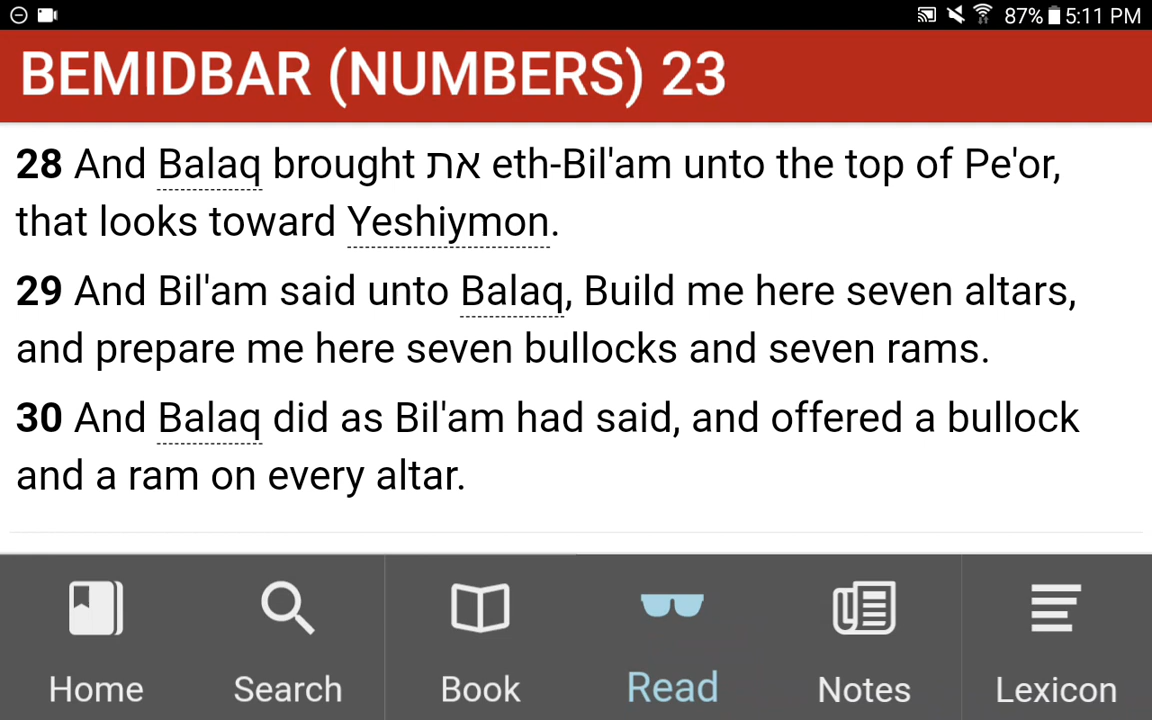 87% 5:11 PM
BEMIDBAR (NUMBERS) 23
28 And Balaq brought את eth-Bil'am unto the top of Pe'or,
that looks toward Yeshiymon.
29 And Bil'am said unto Balaq, Build me here seven altars,
and prepare me here seven bullocks and seven rams.
30 And Balaq did as Bil'am had said, and offered a bullock
and a ram on every altar.
Home Search Book Read Notes Lexicon